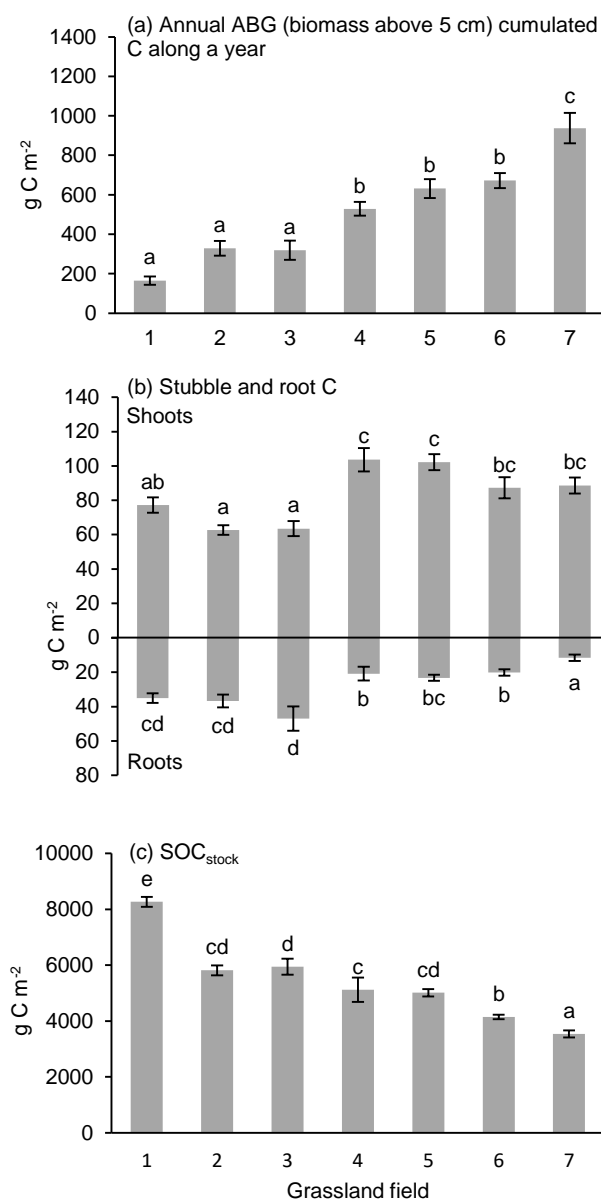 (a) Annual ABG (biomass above 5 cm) cumulated
C along a year
1400
1200
1000
800
600
400
200
0
g C m-2
a
a
a
b
b
b
c
1 2 3 4 5 6 7
(b) Stubble and root C
Shoots
140
120
100
80
60
40
20
0
20
40
60
80
g C m-2
ab
a
a
c
c
bc
bc
cd
cd
d
b
bc
b
a
Roots
(c) SOCstock
10000
8000
6000
4000
2000
0
g C m-2
e
cd
d
c
cd
b
a
1 2 3 4 5 6 7
Grassland field